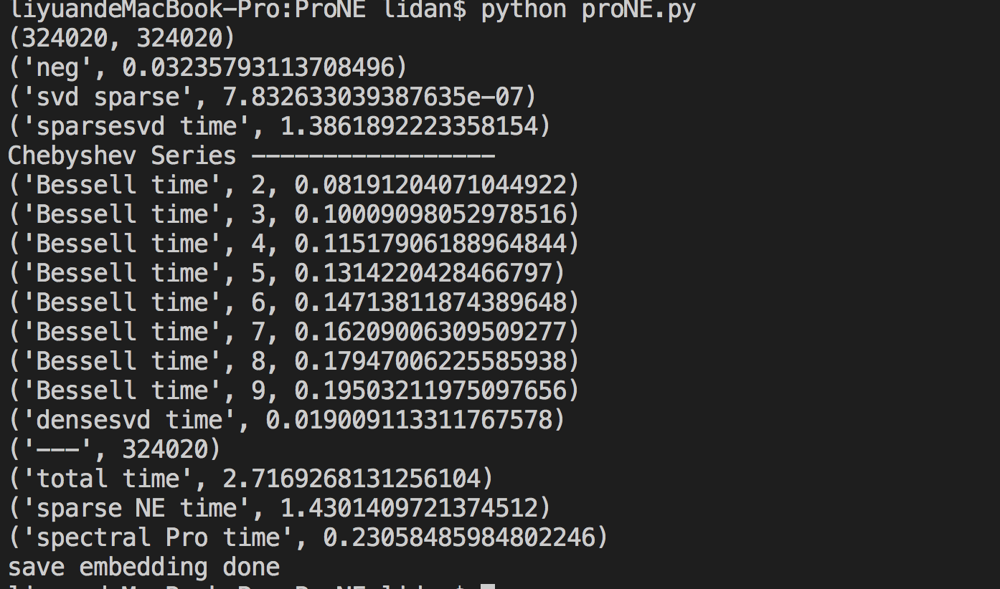 liyuandeMacBook-Pro:ProNE lidan$ python proNE.py
(324020, 324020)
('neg', 0.03235793113708496)
('svd sparse', 7.832633039387635e-07)
('sparsesvd time', 1.3861892223358154)
Chebyshev Series -----------------
('Bessell time', 2, 0.08191204071044922)
('Bessell time', 3, 0.10009098052978516)
('Bessell time', 4, 0.11517906188964844)
('Bessell time', 5, 0.1314220428466797)
('Bessell time', 6, 0.14713811874389648)
('Bessell time', 7, 0.16209006309509277)
('Bessell time', 8, 0.17947006225585938)
('Bessell time', 9, 0.19503211975097656)
('densesvd time', 0.019009113311767578)
('---', 324020)
('total time', 2.7169268131256104)
('sparse NE time', 1.4301409721374512)
('spectral Pro time', 0.23058485984802246)
save embedding done